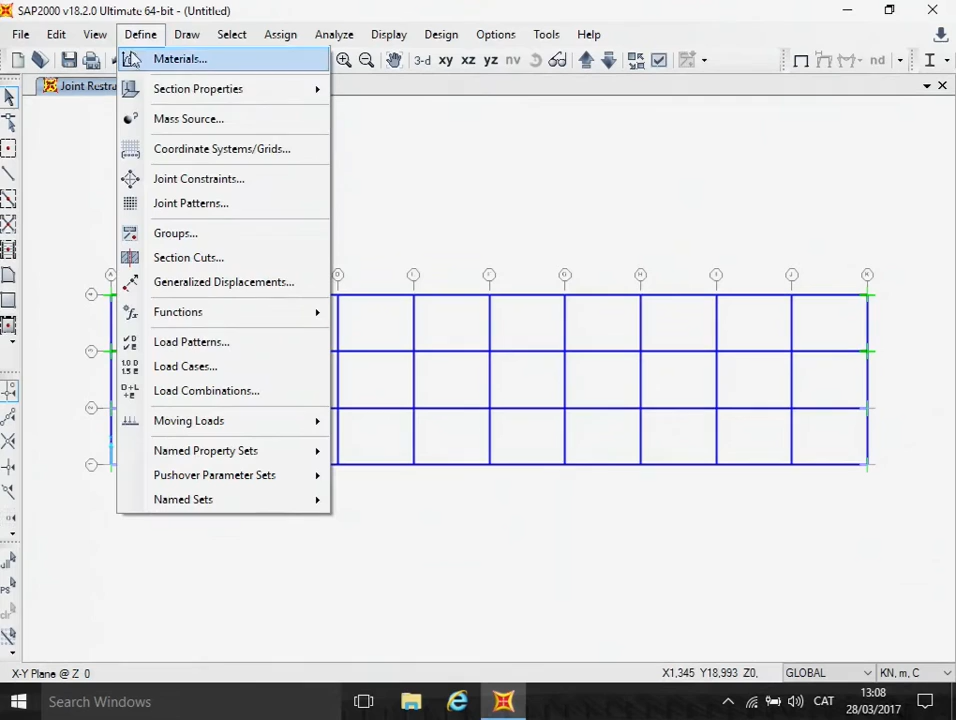 SAP2000 v18.2.0 Ultimate 64-bit - (Untitled)
File Edit View Define Draw Select Assign Analyze Display Design Options Tools Help
3-d xy xz yz nv
nd
Joint Restra
Materials...
Section Properties
Mass Source...
Coordinate Systems/Grids...
Joint Constraints...
Joint Patterns...
Groups...
Section Cuts...
Generalized Displacements...
Functions
Load Patterns...
Load Cases...
Load Combinations...
Moving Loads
Named Property Sets
Pushover Parameter Sets
Named Sets
X-Y Plane @ Z 0
X1,345 Y18,993 Z0,
GLOBAL
KN, m, C
Search Windows
CAT
13:08
28/03/2017